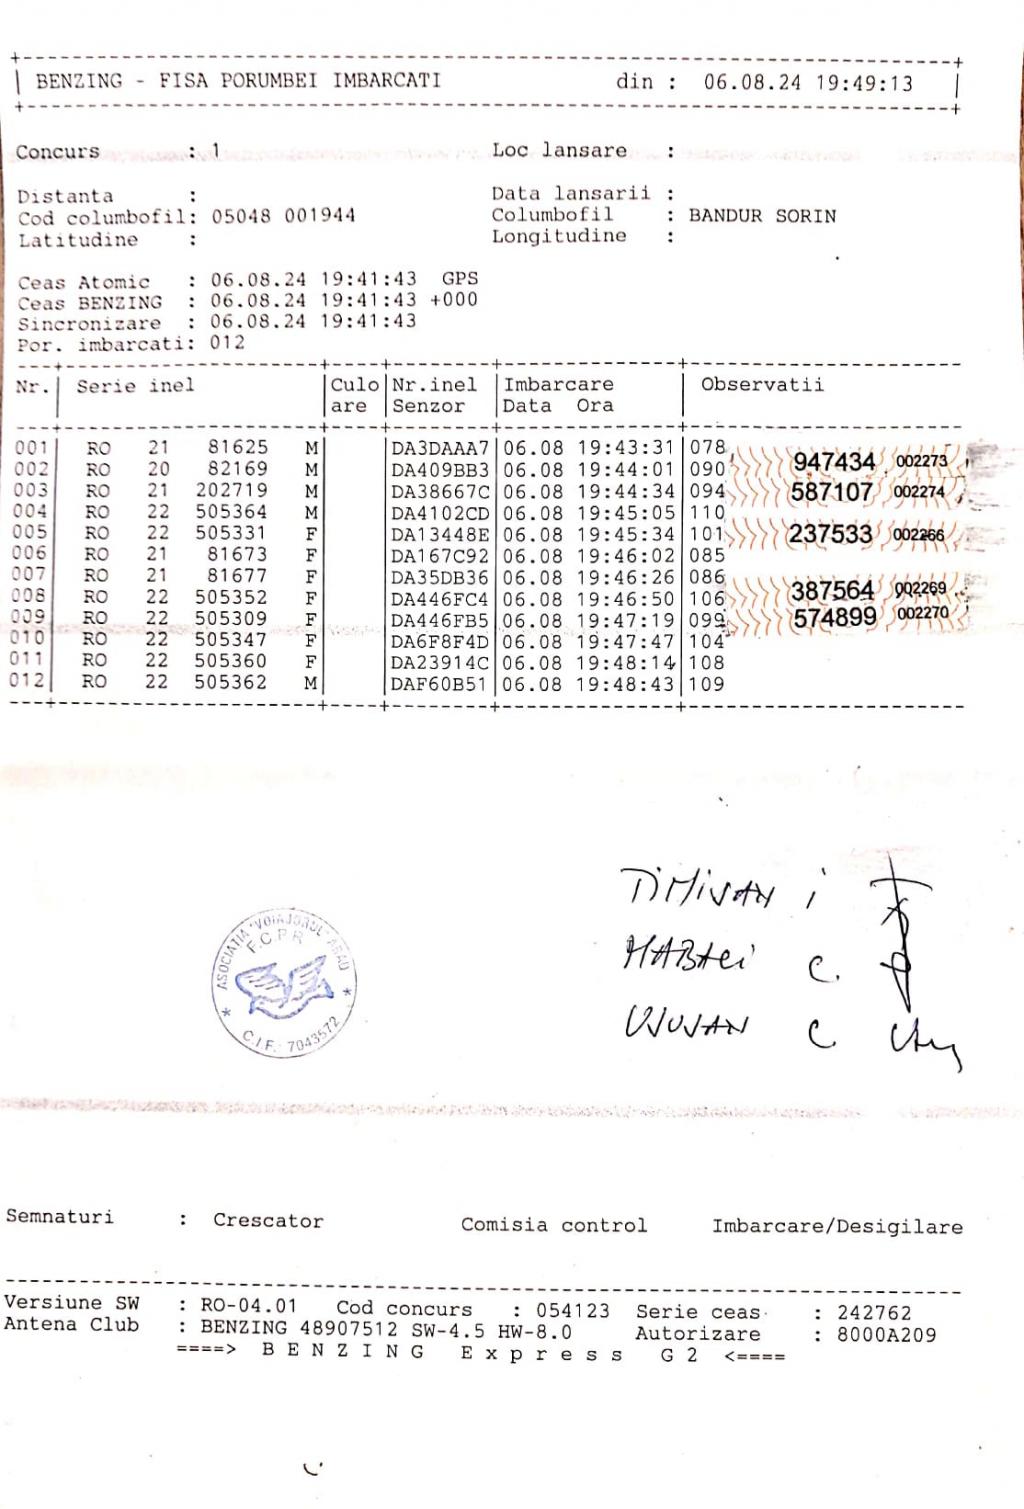 BENZING - FISA PORUMBEI IMBARCATI din : 06.08.24 19:49:13
Concurs : 1 Loc lansare :
Distanta : Data lansarii :
Cod columbofil: 05048 001944 Columbofil : BANDUR SORIN
Latitudine : Longitudine :
Ceas Atomic : 06.08.24 19:41:43 GPS
Ceas BENZING : 06.08.24 19:41:43 +000
Sincronizare : 06.08.24 19:41:43
Por. imbarcati: 012
Nr. Serie inel Culo Nr.inel Imbarcare Observatii
are Senzor Data Ora
001 RO 21 81625 M DA3DAAA7 06.08 19:43:31 078
002 RO 20 82169 M DA409BB3 06.08 19:44:01 090 947434 002273
003 RO 21 202719 M DA38667C 06.08 19:44:34 094 587107 002274
004 RO 22 505364 M DA4102CD 06.08 19:45:05 110
005 RO 22 505331 F DA13448E 06.08 19:45:34 101 237533 002266
006 RO 21 81673 F DA167C92 06.08 19:46:02 085
007 RO 21 81677 F DA35DB36 06.08 19:46:26 086
008 RO 22 505352 F DA446FC4 06.08 19:46:50 106 387564 002269
009 RO 22 505309 F DA446FB5 06.08 19:47:19 099 574899 002270
010 RO 22 505347 F DA6F8F4D 06.08 19:47:47 104
011 RO 22 505360 F DA23914C 06.08 19:48:14 108
012 RO 22 505362 M DAF60B51 06.08 19:48:43 109
TIMISAN i
C.
C.
ASOCIATIA "VOIAJORUL" ARAD
F.C.P.R.
* C.I.F.: 7043572 *
Semnaturi : Crescator Comisia control Imbarcare/Desigilare
Versiune SW : RO-04.01 Cod concurs : 054123 Serie ceas : 242762
Antena Club : BENZING 48907512 SW-4.5 HW-8.0 Autorizare : 8000A209
====> B E N Z I N G E x p r e s s G 2 <====